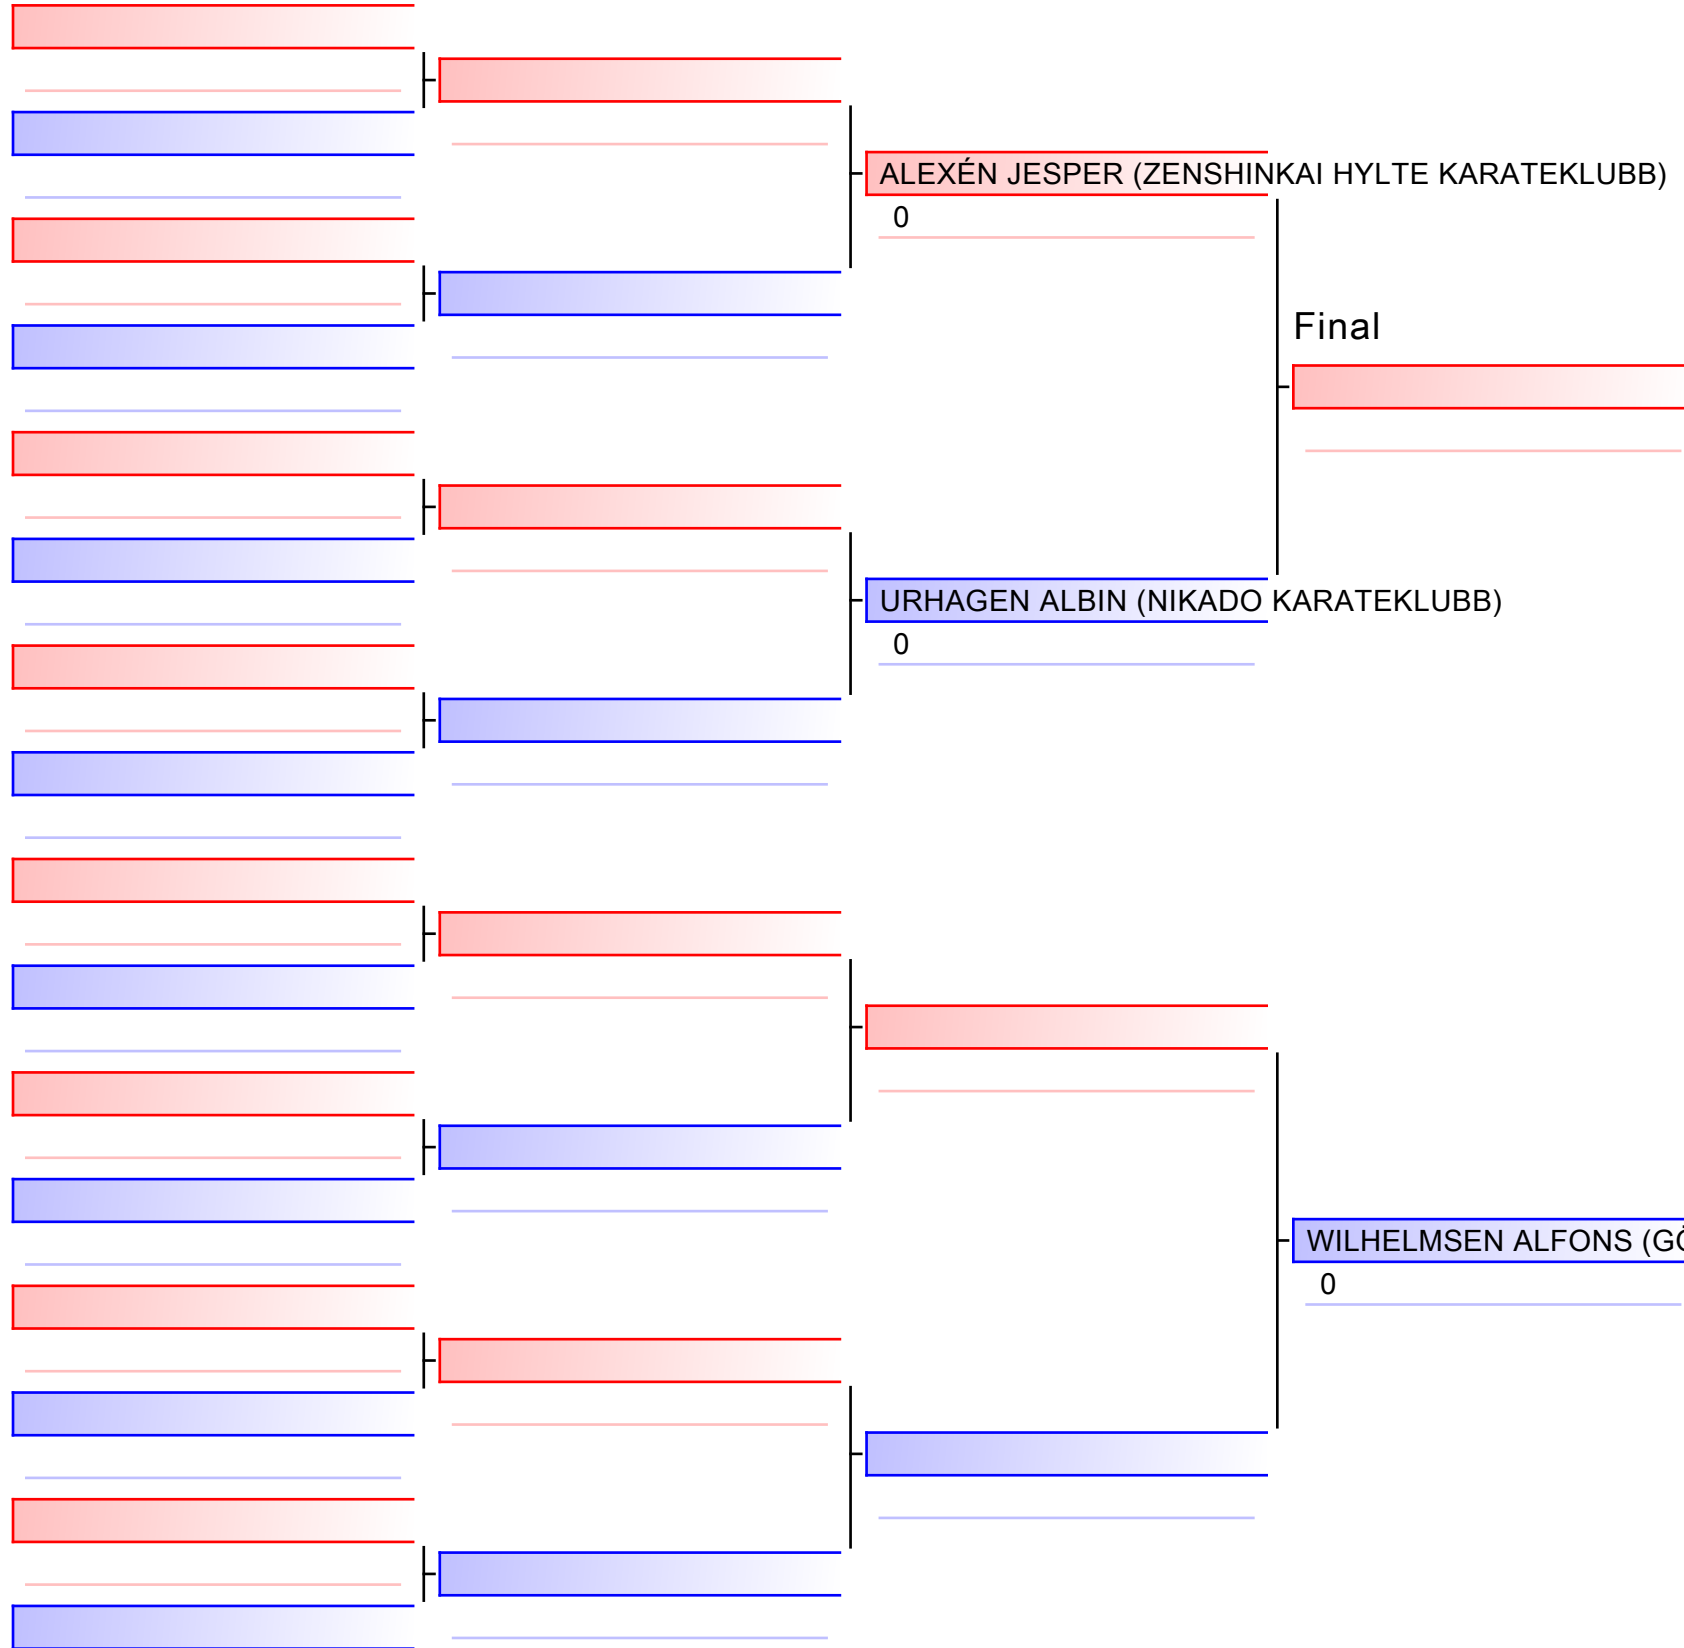 ALEXÉN JESPER (ZENSHINKAI HYLTE KARATEKLUBB)
0
Final
URHAGEN ALBIN (NIKADO KARATEKLUBB)
0
WILHELMSEN ALFONS
0